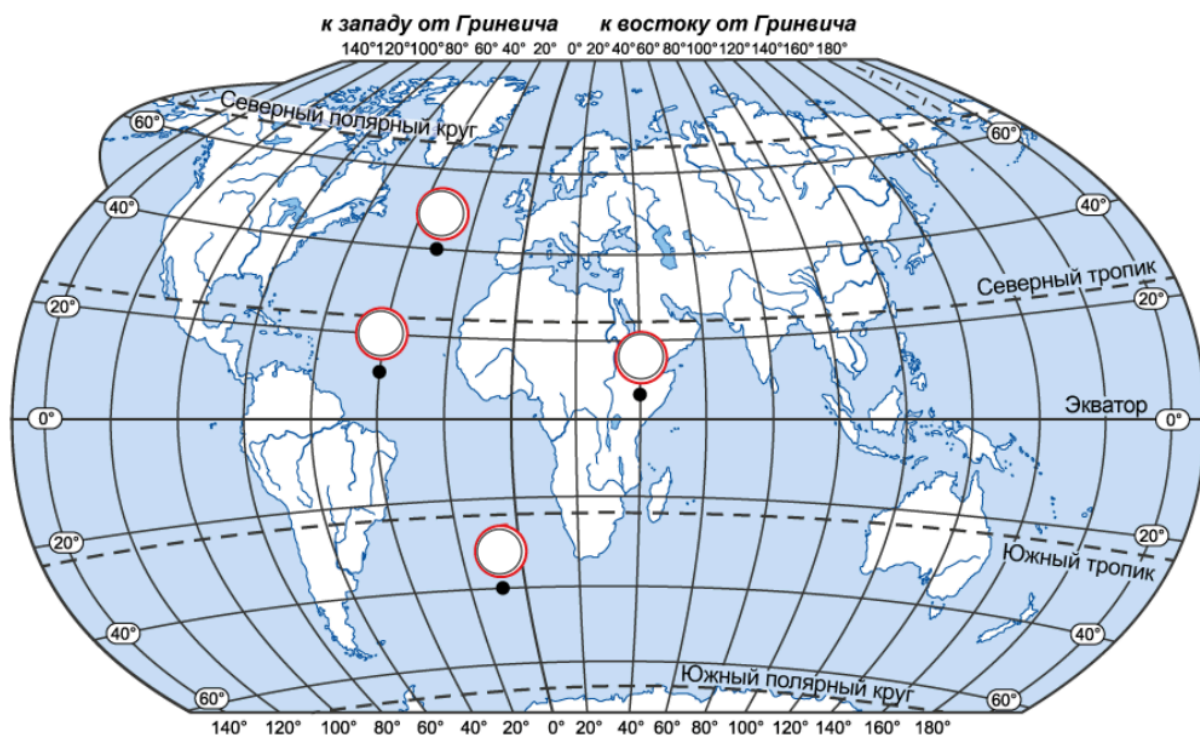 к западу от Гринвича к востоку от Гринвича
140° 120° 100° 80° 60° 40° 20° 0° 20° 40° 60° 80° 100° 120° 140° 160° 180°
Северный полярный круг
60° 60°
40° 40°
Северный тропик
20° 20°
Экватор
0° 0°
20° 20°
Южный тропик
40° 40°
Южный полярный круг
60° 60°
140° 120° 100° 80° 60° 40° 20° 0° 20° 40° 60° 80° 100° 120° 140° 160° 180°